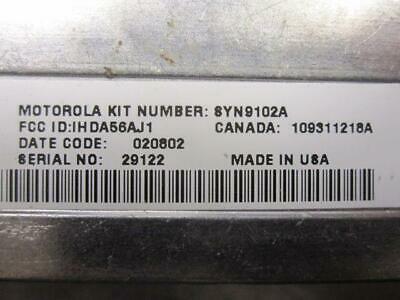 MOTOROLA KIT NUMBER: SYN9102A
FCC ID:IHDA56AJ1 CANADA: 109311218A
DATE CODE: 020802
SERIAL NO: 29122 MADE IN USA